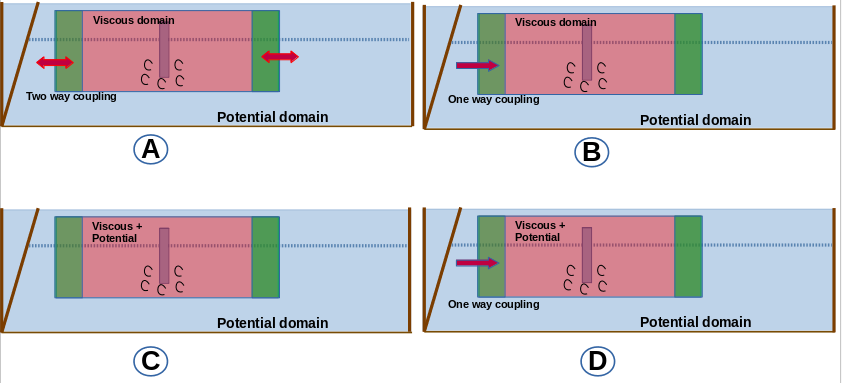 Viscous domain
Two way coupling
Potential domain
A
Viscous domain
One way coupling
Potential domain
B
Viscous +
Potential
Potential domain
C
Viscous +
Potential
One way coupling
Potential domain
D